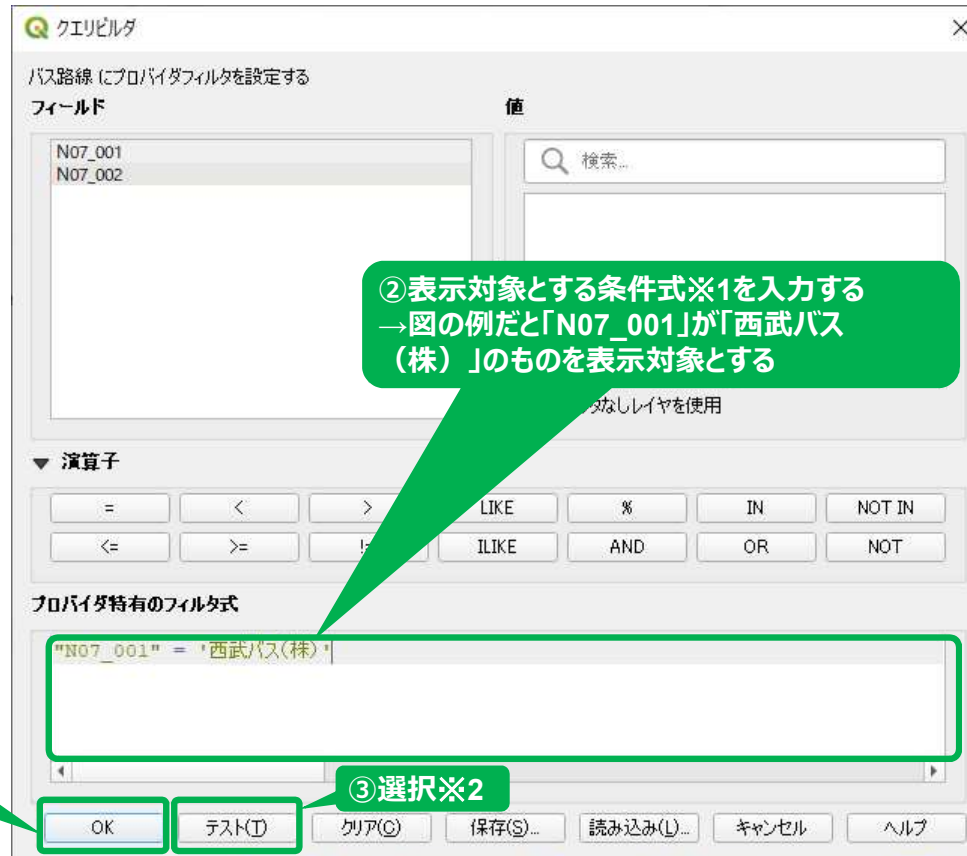 クエリビルダ
バス路線 にプロバイダフィルタを設定する
フィールド
値
N07_001
N07_002
検索...
②表示対象とする条件式※1を入力する
→図の例だと「N07_001」が「西武バス
（株）」のものを表示対象とする
なしレイヤを使用
▼ 演算子
= < > LIKE % IN NOT IN
<= >= != ILIKE AND OR NOT
プロバイダ特有のフィルタ式
"N07_001" = '西武バス(株)'
③選択※2
OK テスト(T) クリア(C) 保存(S)... 読み込み(L)... キャンセル ヘルプ